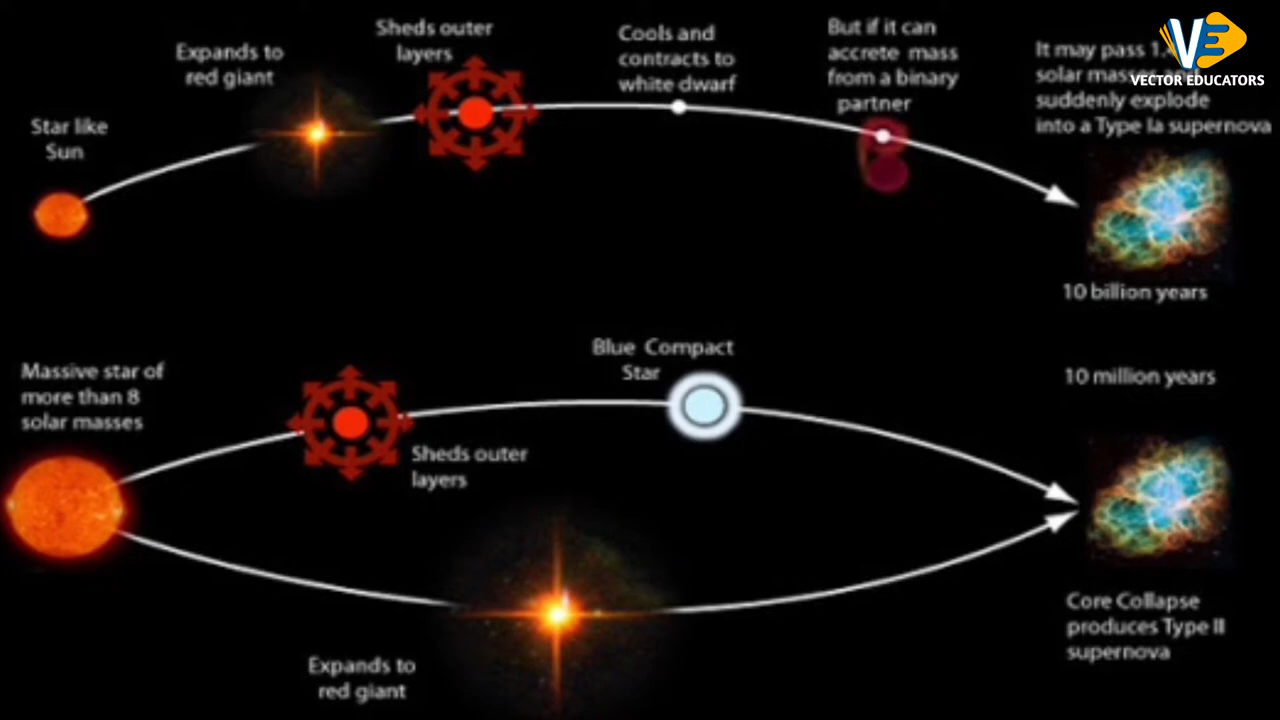 Star like
Sun
Expands to
red giant
Sheds outer
layers
Cools and
contracts to
white dwarf
But if it can
accrete mass
from a binary
partner
It may pass
solar masses
suddenly explode
into a Type Ia supernova
VE
VECTOR EDUCATORS
10 billion years
Massive star of
more than 8
solar masses
Sheds outer
layers
Blue Compact
Star
10 million years
Expands to
red giant
Core Collapse
produces Type II
supernova